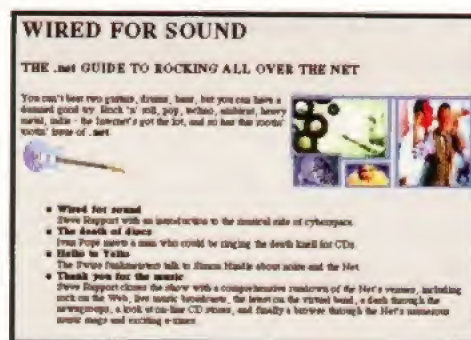 WIRED FOR SOUND
THE .net GUIDE TO ROCKING ALL OVER THE NET
You can't beat two guitars, drums, bass, but you can have a
damned good try. Rock 'n' roll, pop, techno, ambient, heavy
metal, indie - the Internet's got the lot, and so has this rootin'
tootin' issue of .net.
Wired for sound
Steve Rapport with an introduction to the musical side of cyberspace.
The death of discs
Ivan Pope meets a man who could be ringing the death knell for CDs.
Hello to Yello
The Swiss funkmasters talk to Simon about noise and the Net.
Thank you for the music
Steve Rapport closes the show with a comprehensive rundown of the Net's venues, including
rock on the Web, live music broadcasts, the latest on the virtual band, a dash through the
newsgroups, a look at on-line CD stores, and finally a browse through the Net's numerous
music mags and exciting e-zines.